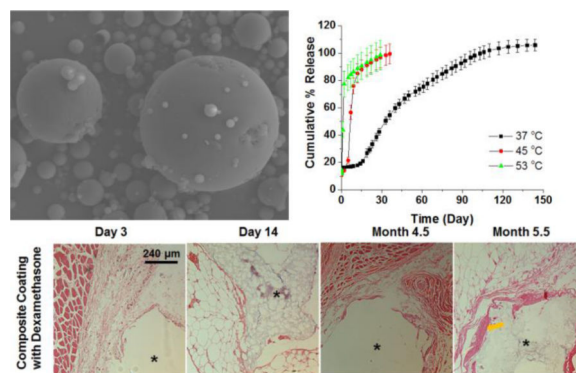 Cumulative % Release
120
100
80
60
40
20
0
0 30 60 90 120 150
Time (Day)
37 °C
45 °C
53 °C
Composite Coating
with Dexamethasone
Day 3
Day 14
Month 4.5
Month 5.5
240 µm
*
*
*
*